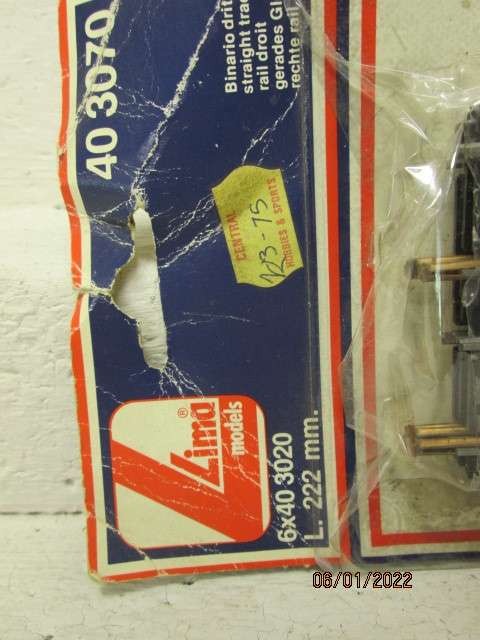 40 3070
Binario drit
straight trac
rail droit
gerades Gl
rechte rail
CENTRAL
R3-75
HOBBIES & SPORTS
Lima®
models
6x40 3020
L. 222 mm.
06/01/2022